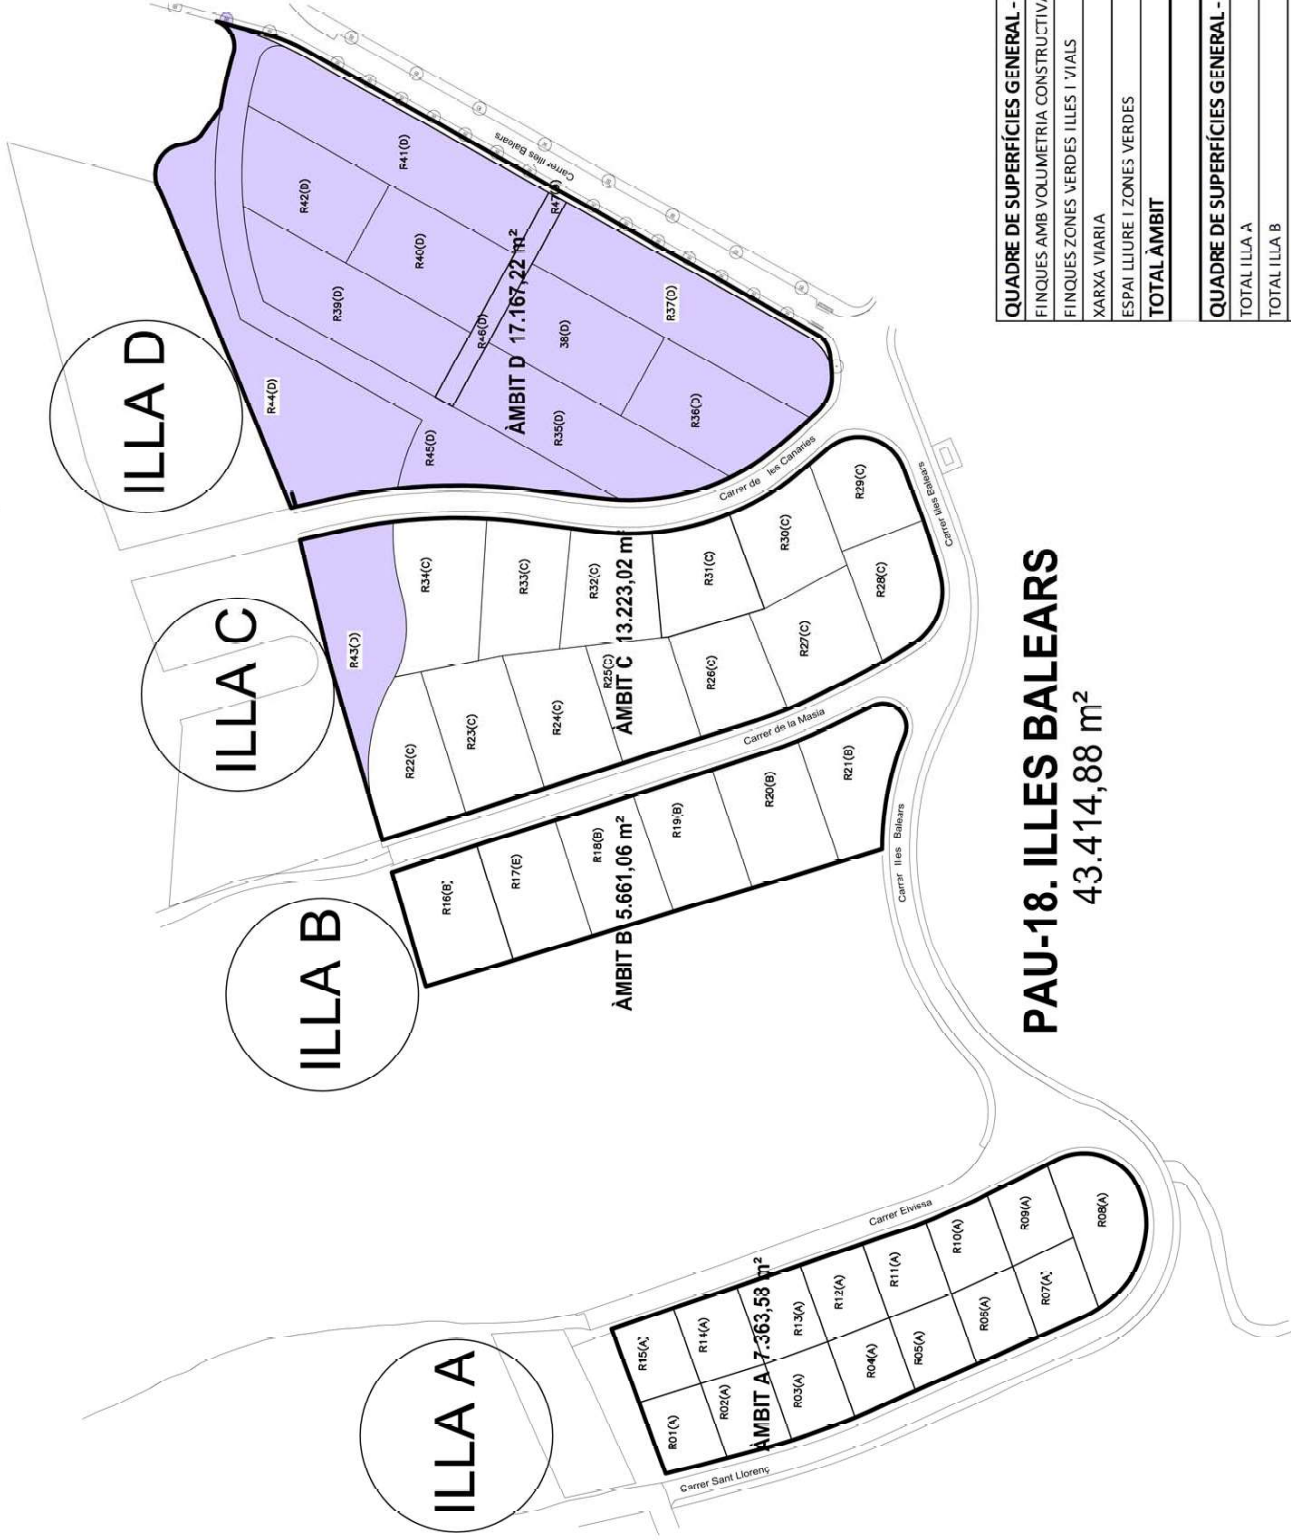 ILLA A
ILLA B
ILLA C
ILLA D
R01(A)
R02(A)
R03(A)
R04(A)
R05(A)
R06(A)
R07(A)
R08(A)
R09(A)
R10(A)
R11(A)
R12(A)
R13(A)
R14(A)
R15(A)
ÀMBIT A 7.363,58 m²
Carrer Sant Llorenç
Carrer Eivissa
R16(B)
R17(E)
R18(B)
R19(B)
R20(B)
R21(B)
ÀMBIT B 5.661,06 m²
Carrer Illes Balears
Carrer de la Masia
R22(C)
R23(C)
R24(C)
R25(C)
R26(C)
R27(C)
R28(C)
R29(C)
R30(C)
R31(C)
R32(C)
R33(C)
R34(C)
R43(D)
ÀMBIT C 13.223,02 m²
Carrer de les Canaries
Carrer Illes Balears
R35(D)
R36(D)
R37(D)
38(D)
R39(D)
R40(D)
R41(D)
R42(D)
R44(D)
R45(D)
R46(D)
ÀMBIT D 17.167,22 m²
Carrer Illes Balears
PAU-18. ILLES BALEARS
43.414,88 m²
QUADRE DE SUPERFÍCIES GENERAL -
FINQUES AMB VOLUMETRIA CONSTRUCTIVA
FINQUES ZONES VERDES ILLES I VIALS
XARXA VIARIA
ESPAI LLIURE I ZONES VERDES
TOTAL ÀMBIT
QUADRE DE SUPERFÍCIES GENERAL -
TOTAL ILLA A
TOTAL ILLA B